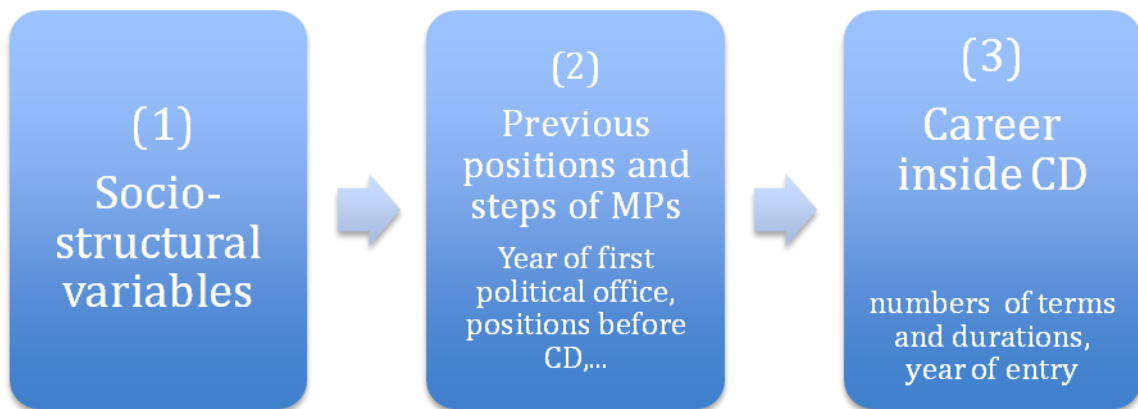 (1)
Socio-
structural
variables
(2)
Previous
positions and
steps of MPs
Year of first
political office,
positions before
CD,...
(3)
Career
inside CD
numbers of terms
and durations,
year of entry